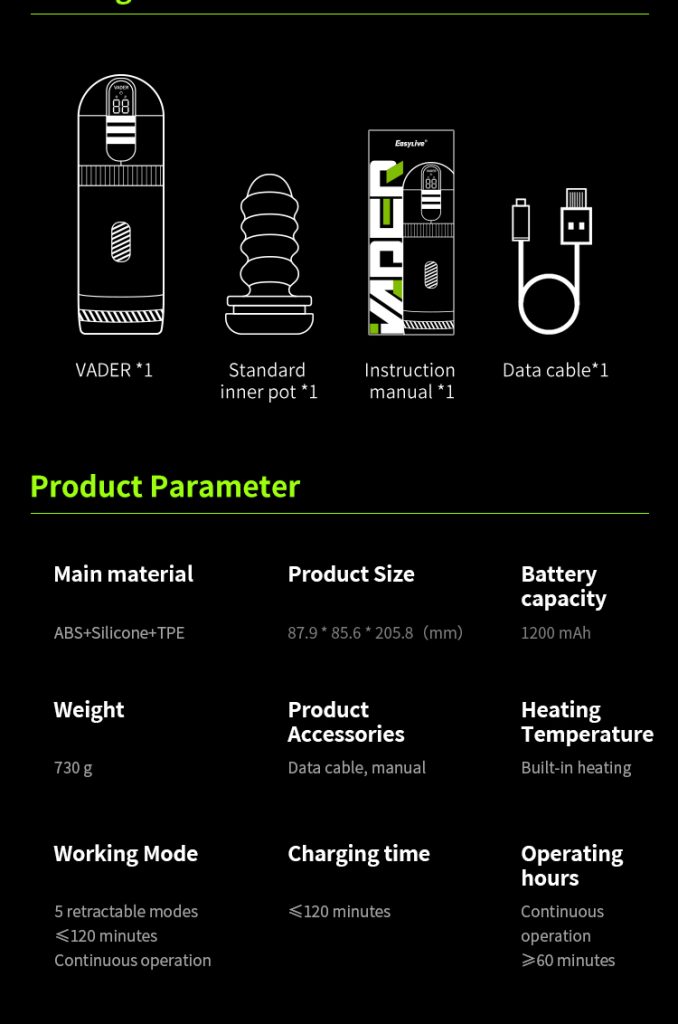 VADER
88
EasyLive
VADER
VADER *1
Standard
inner pot *1
Instruction
manual *1
Data cable*1
Product Parameter
Main material
Product Size
Battery
capacity
ABS+Silicone+TPE
87.9 * 85.6 * 205.8（mm）
1200 mAh
Weight
Product
Accessories
Heating
Temperature
730 g
Data cable, manual
Built-in heating
Working Mode
Charging time
Operating
hours
5 retractable modes
≤120 minutes
Continuous operation
≤120 minutes
Continuous
operation
≥60 minutes